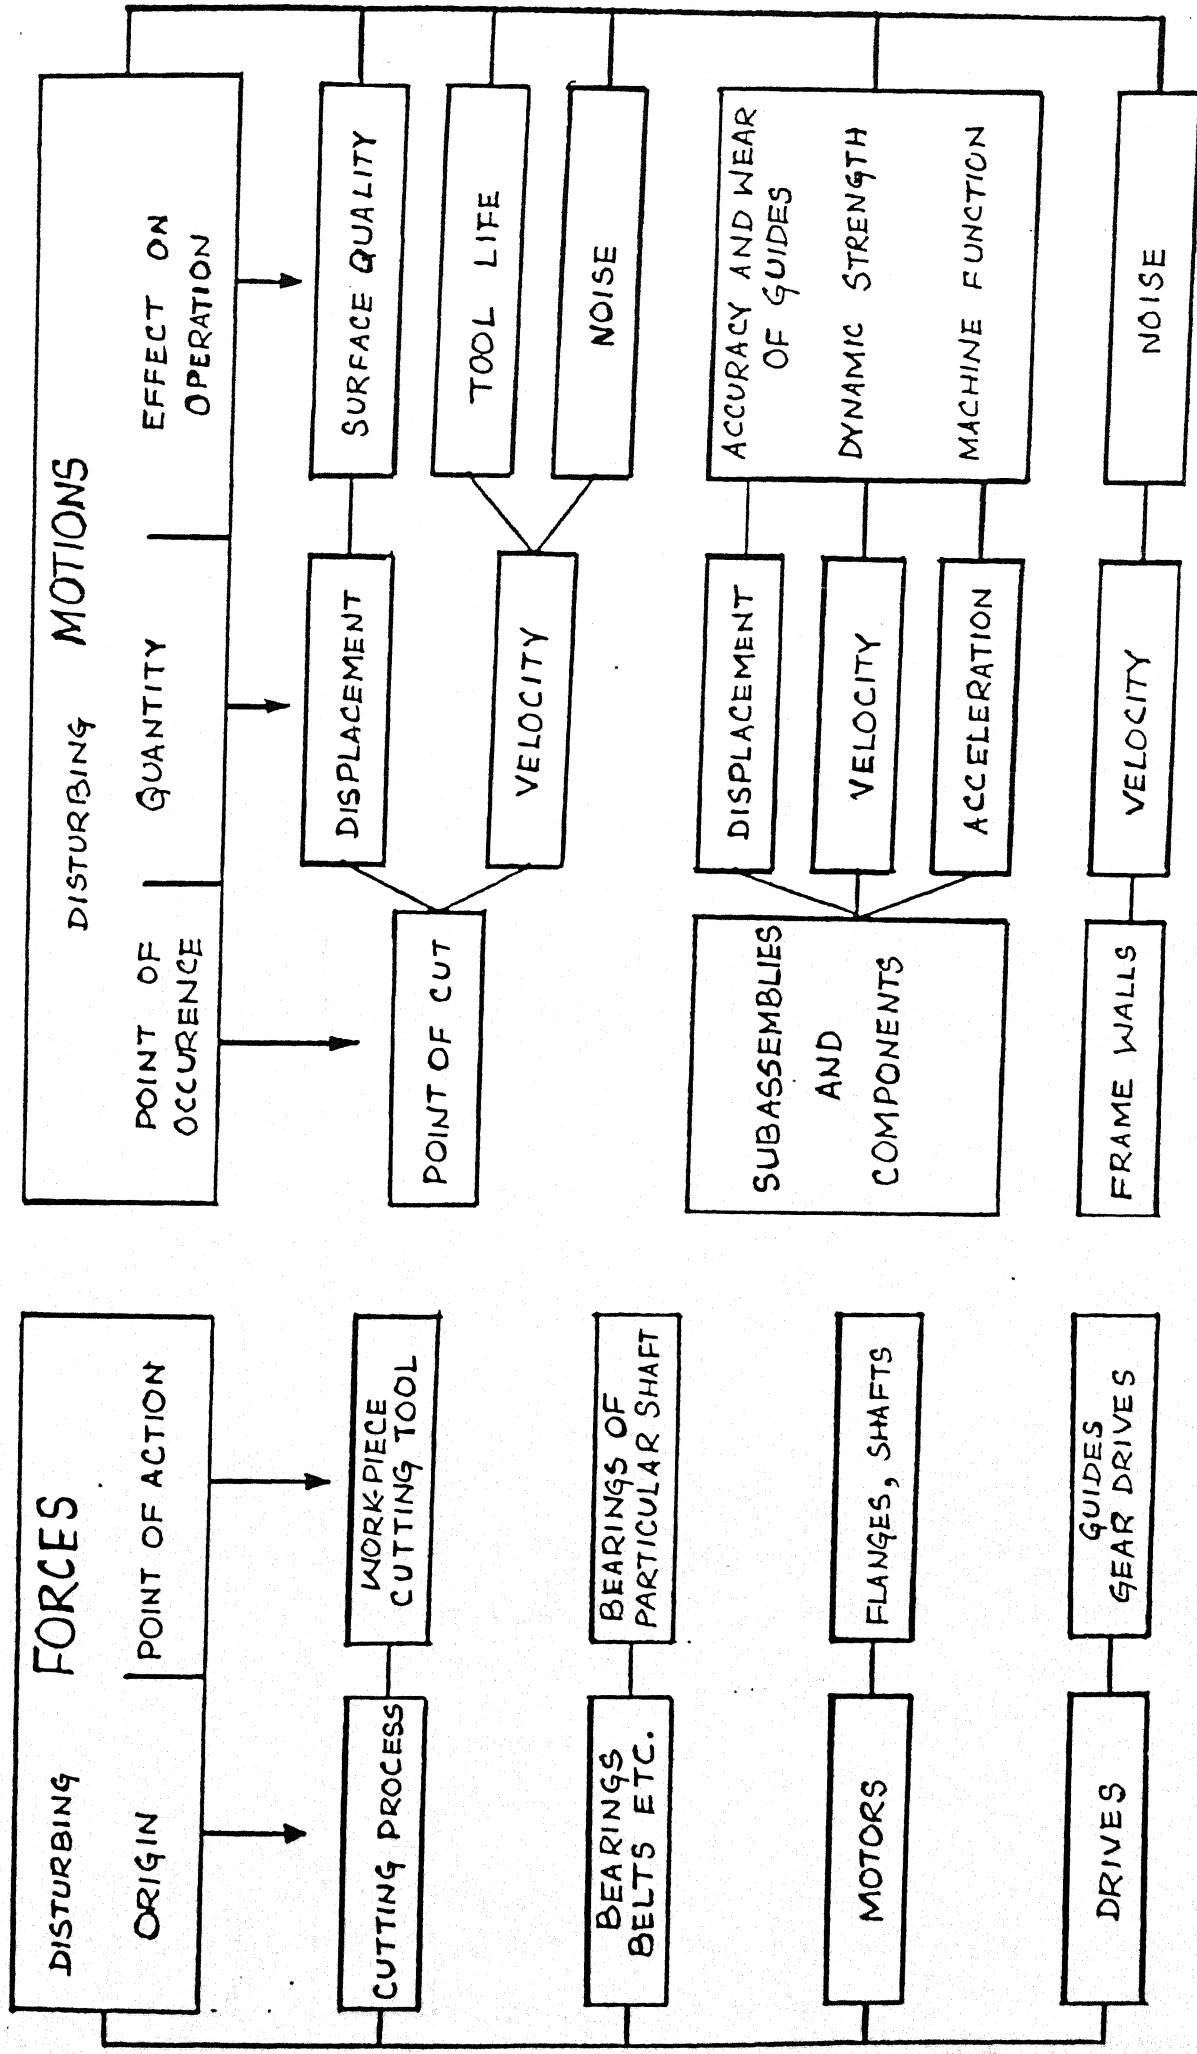 DISTURBING FORCES
ORIGIN
POINT OF ACTION
CUTTING PROCESS
WORK-PIECE
CUTTING TOOL
BEARINGS
BELTS ETC.
BEARINGS OF
PARTICULAR SHAFT
MOTORS
FLANGES, SHAFTS
DRIVES
GUIDES
GEAR DRIVES
DISTURBING MOTIONS
POINT OF
OCCURENCE
QUANTITY
EFFECT ON
OPERATION
POINT OF CUT
DISPLACEMENT
SURFACE QUALITY
VELOCITY
TOOL LIFE
NOISE
SUBASSEMBLIES
AND
COMPONENTS
DISPLACEMENT
VELOCITY
ACCELERATION
ACCURACY AND WEAR
OF GUIDES
DYNAMIC STRENGTH
MACHINE FUNCTION
FRAME WALLS
VELOCITY
NOISE